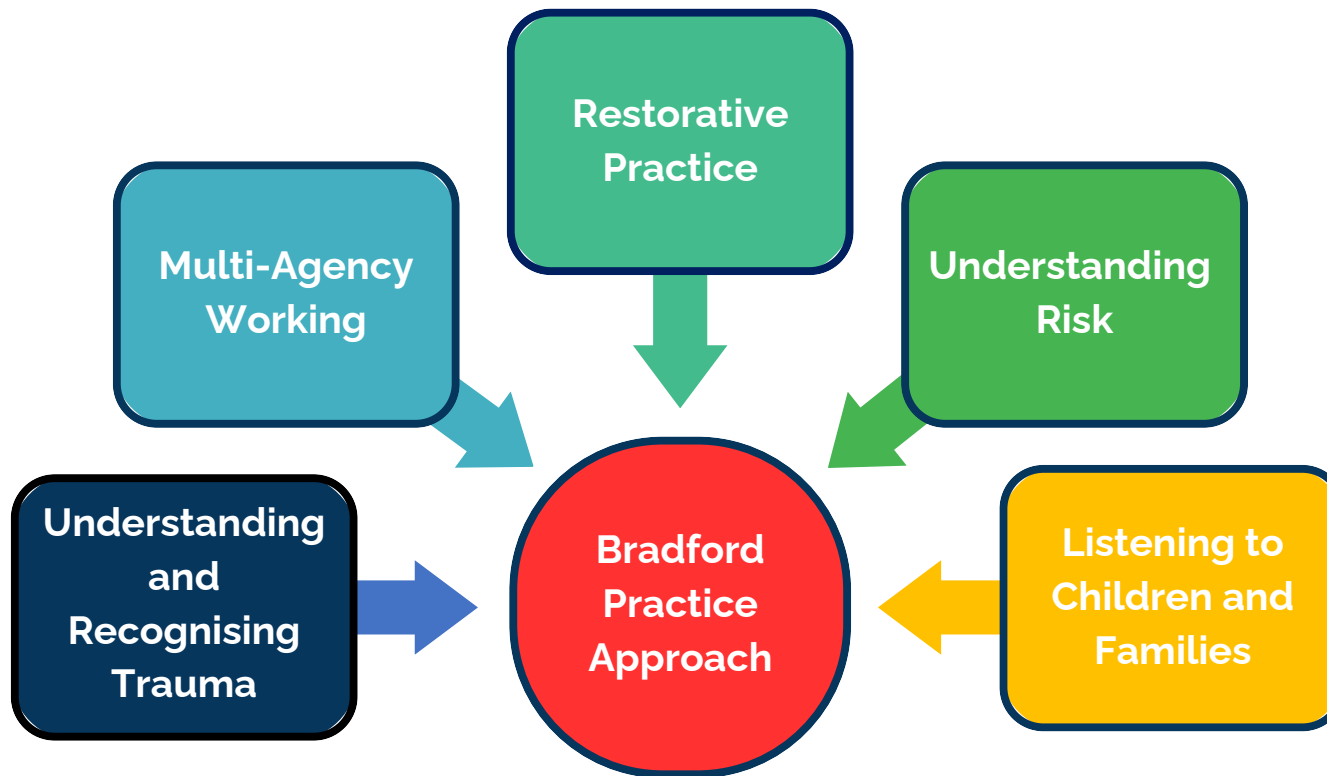 Restorative
Practice
Multi-Agency
Working
Understanding
Risk
Understanding
and
Recognising
Trauma
Bradford
Practice
Approach
Listening to
Children and
Families